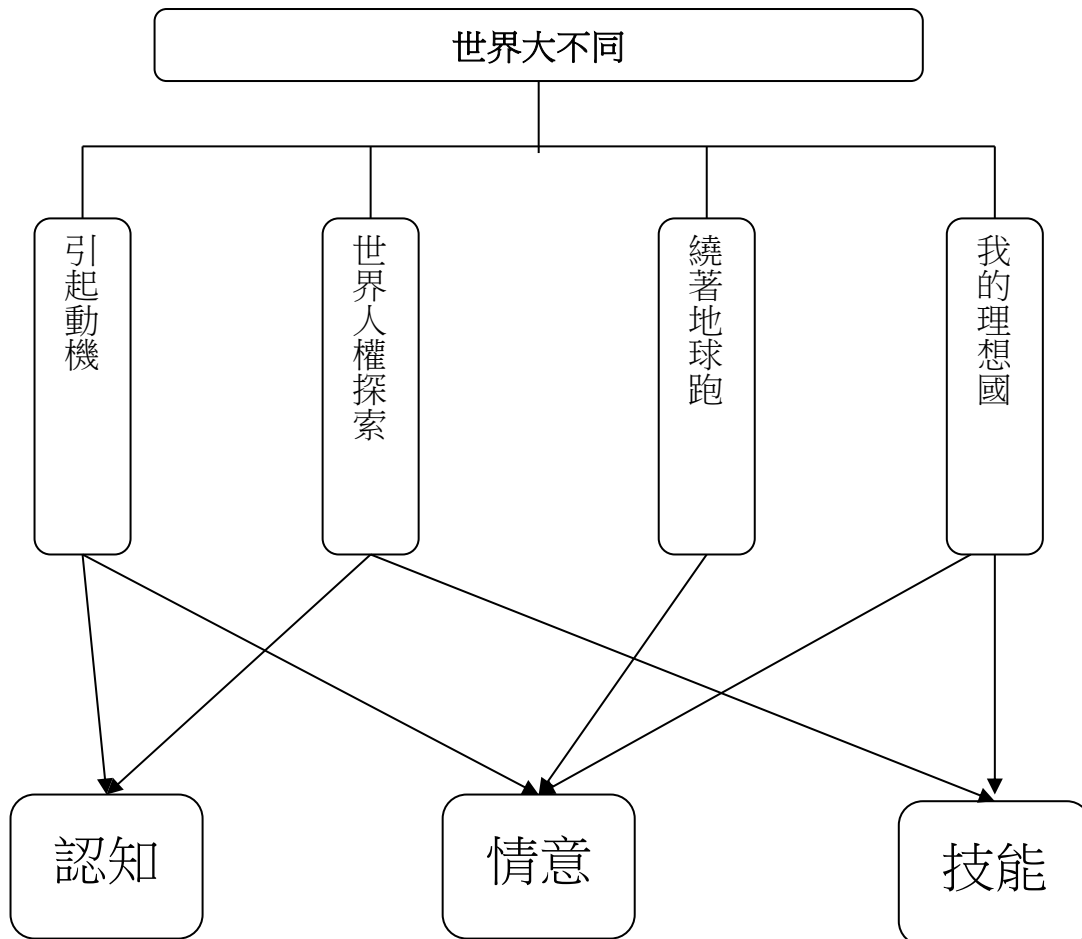 世界大不同
引起動機
世界人權探索
繞著地球跑
我的理想國
認知
情意
技能